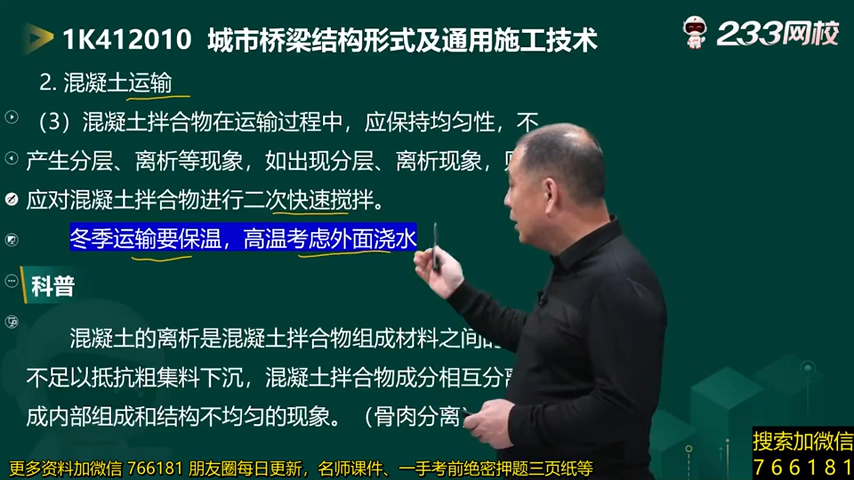 1K412010 城市桥梁结构形式及通用施工技术
233网校
2. 混凝土运输
（3）混凝土拌合物在运输过程中，应保持均匀性，不
产生分层、离析等现象，如出现分层、离析现象，
应对混凝土拌合物进行二次快速搅拌。
冬季运输要保温，高温考虑外面浇水
科普
混凝土的离析是混凝土拌合物组成材料之间的
不足以抵抗粗集料下沉，混凝土拌合物成分相互分离
成内部组成和结构不均匀的现象。（骨肉分离
搜索加微信
766181
更多资料加微信 766181 朋友圈每日更新，名师课件、一手考前绝密押题三页纸等